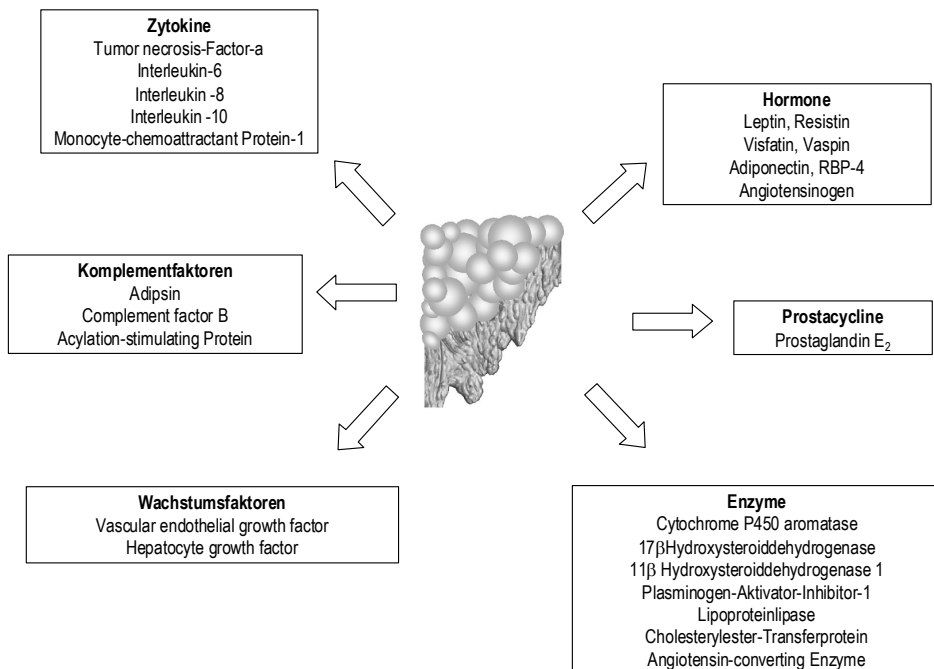 Zytokine
Tumor necrosis-Factor-a
Interleukin-6
Interleukin -8
Interleukin -10
Monocyte-chemoattractant Protein-1
Hormone
Leptin, Resistin
Visfatin, Vaspin
Adiponectin, RBP-4
Angiotensinogen
Komplementfaktoren
Adipsin
Complement factor B
Acylation-stimulating Protein
Prostacycline
Prostaglandin E₂
Wachstumsfaktoren
Vascular endothelial growth factor
Hepatocyte growth factor
Enzyme
Cytochrome P450 aromatase
17βHydroxysteroiddehydrogenase
11β Hydroxysteroiddehydrogenase 1
Plasminogen-Aktivator-Inhibitor-1
Lipoproteinlipase
Cholesterylester-Transferprotein
Angiotensin-converting Enzyme